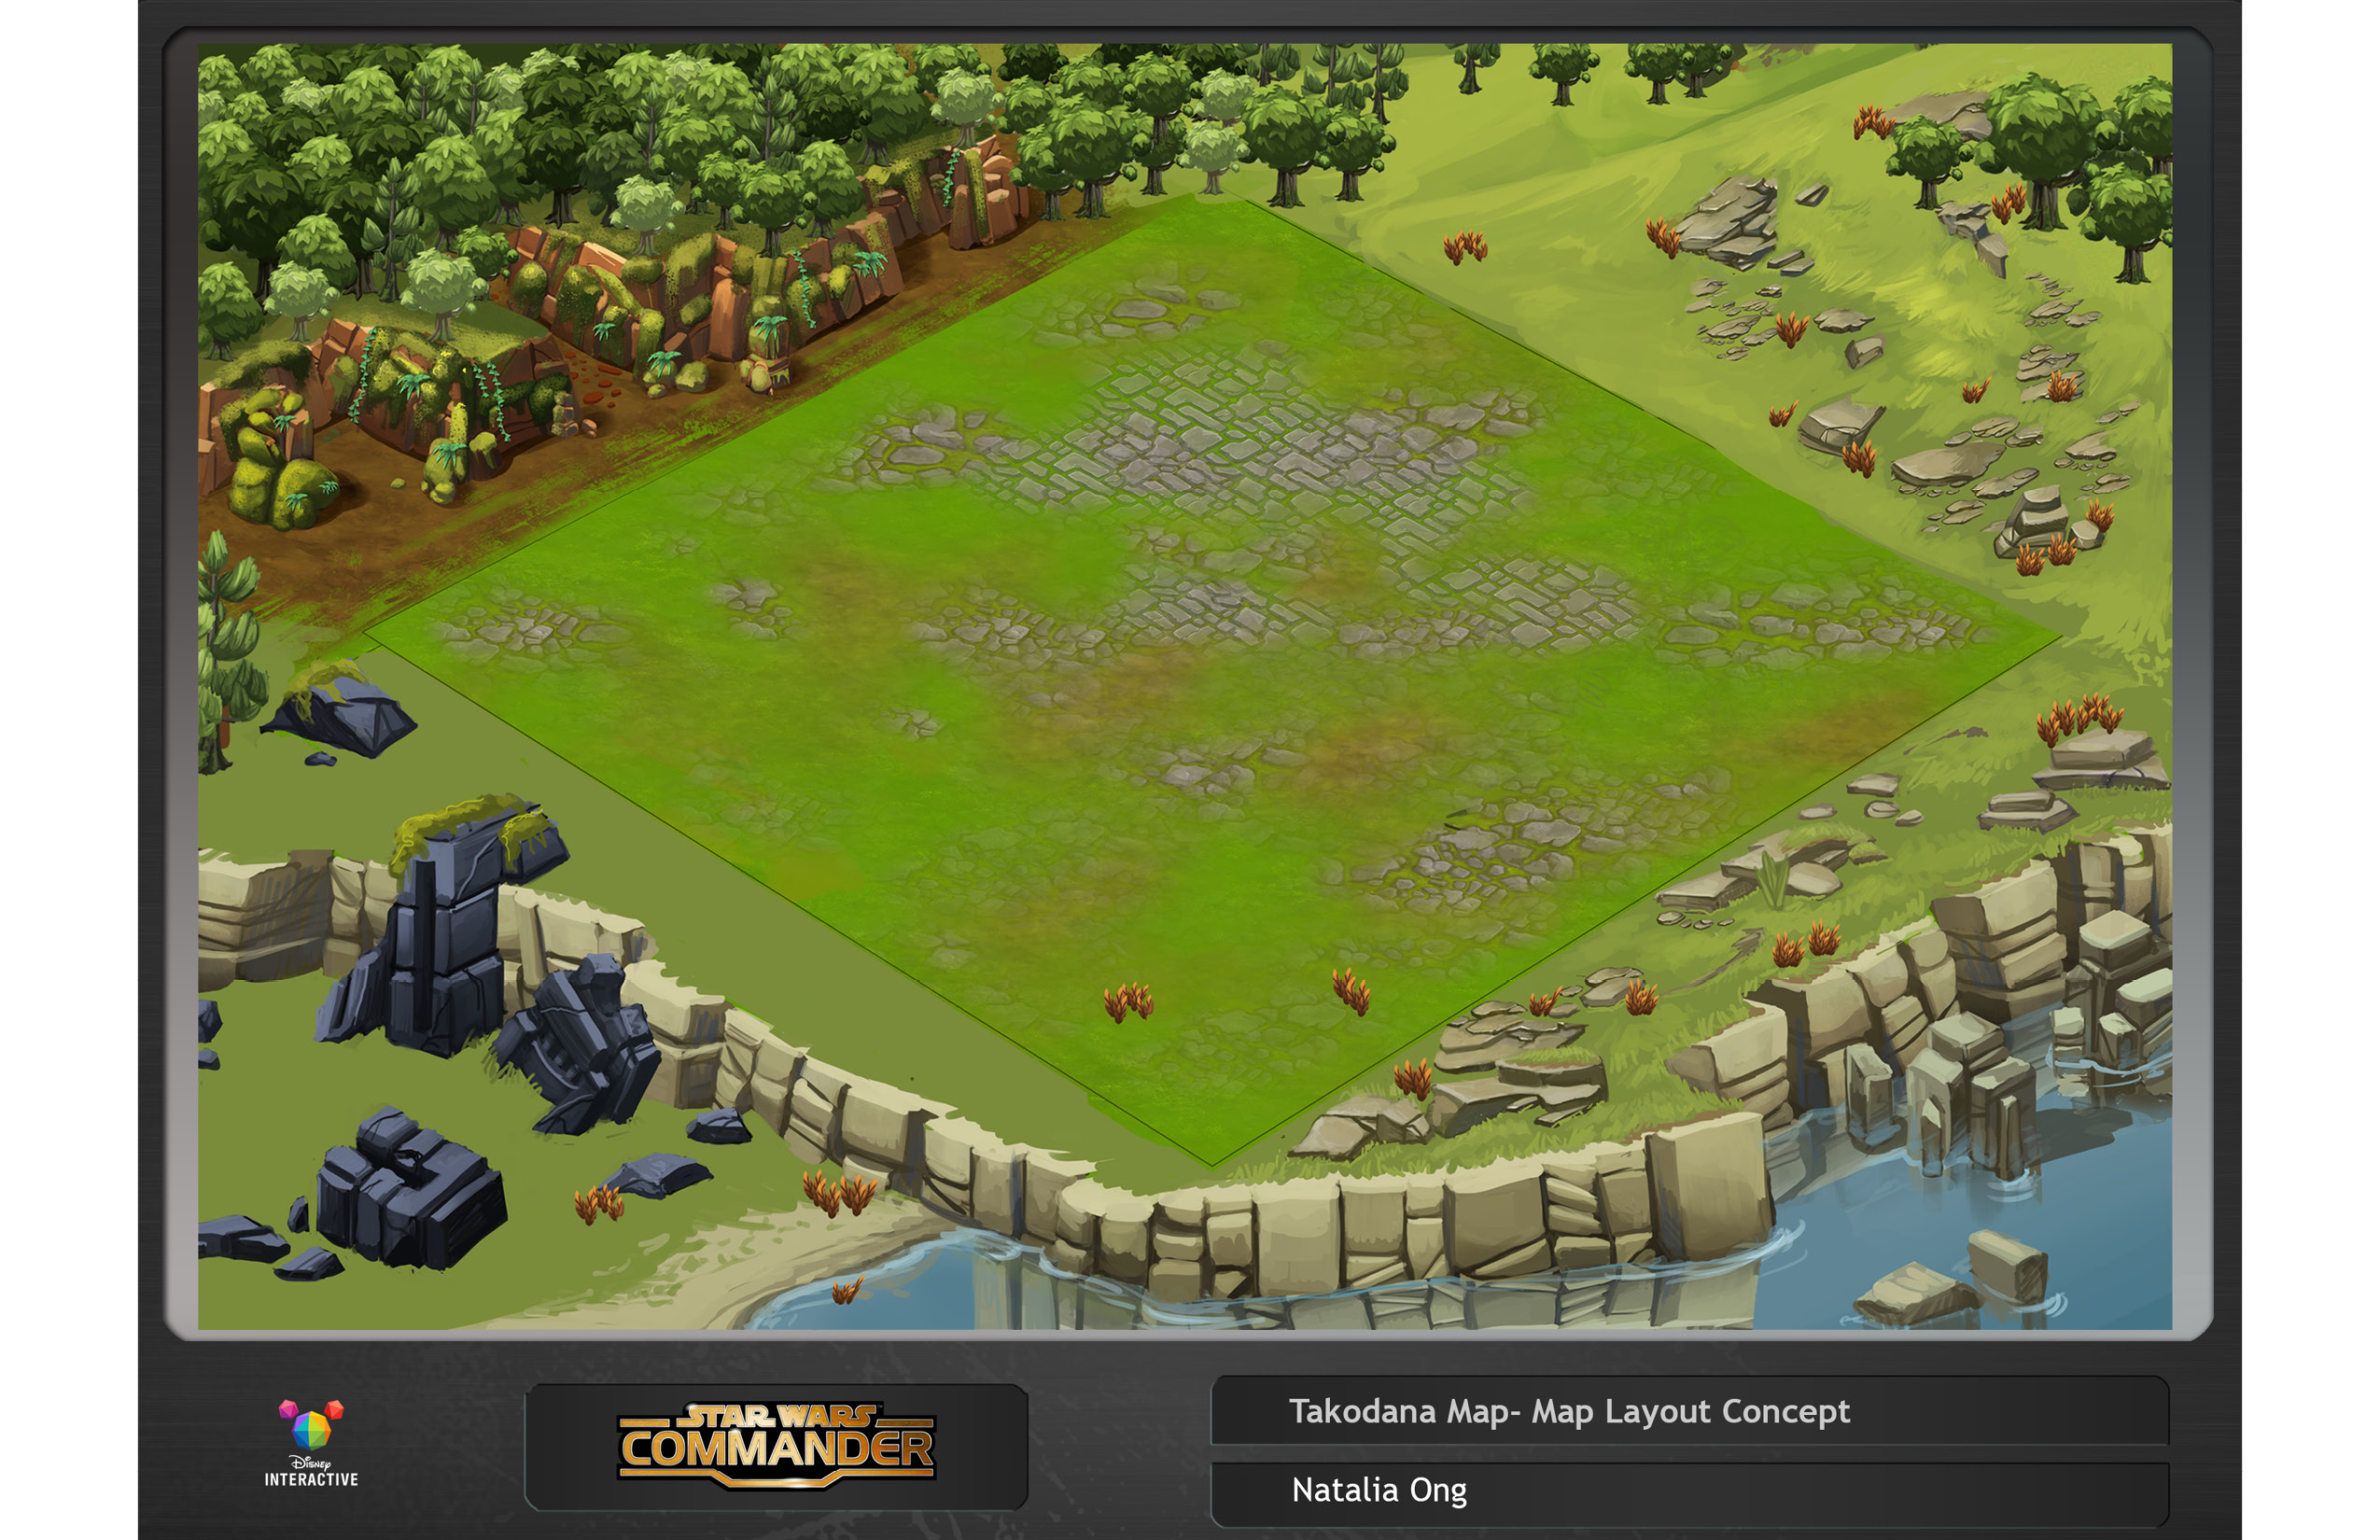 Disney
INTERACTIVE
STAR WARS
COMMANDER
Takodana Map- Map Layout Concept
Natalia Ong